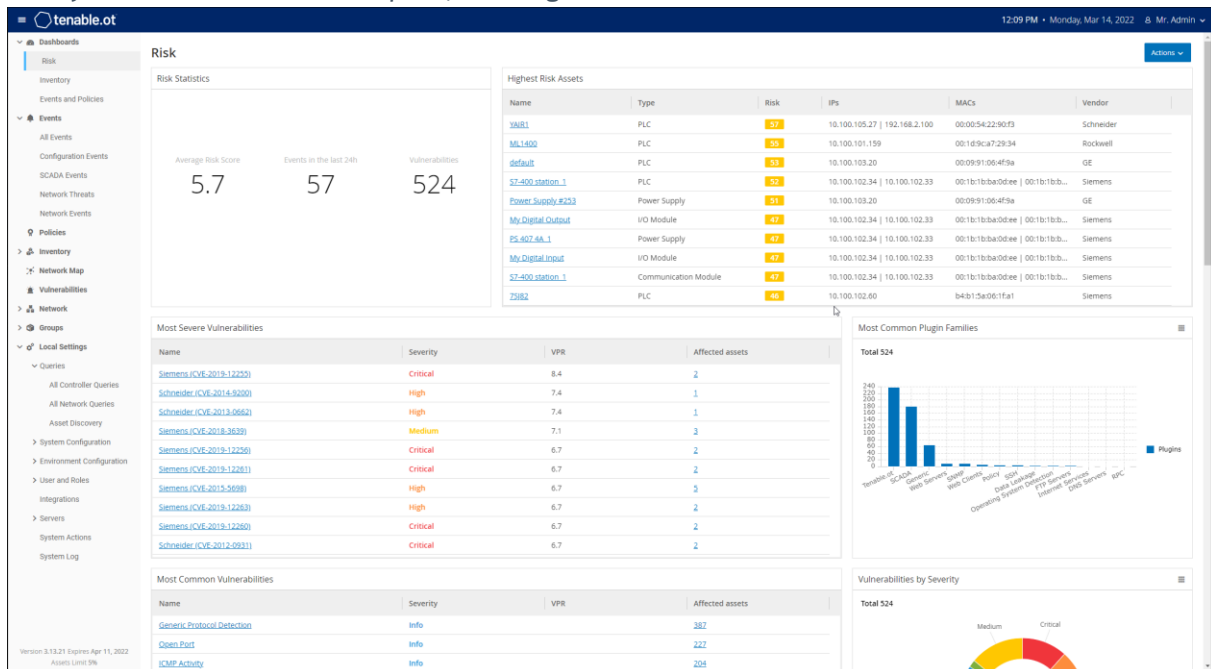 tenable.ot
12:09 PM • Monday, Mar 14, 2022 Mr. Admin
Dashboards
Risk
Inventory
Events and Policies
Events
All Events
Configuration Events
SCADA Events
Network Threats
Network Events
Policies
Inventory
Network Map
Vulnerabilities
Network
Groups
Local Settings
Queries
All Controller Queries
All Network Queries
Asset Discovery
System Configuration
Environment Configuration
User and Roles
Integrations
Servers
System Actions
System Log
Version 3.13.21 Expires Apr 11, 2022
Assets Limit 5%
Risk
Actions
Risk Statistics
Average Risk Score Events in the last 24h Vulnerabilities
5.7 57 524
Highest Risk Assets
Name Type Risk IPs MACs Vendor
YAIR1 PLC 57 10.100.105.27 | 192.168.2.100 00:00:54:22:90:f3 Schneider
ML1400 PLC 55 10.100.101.159 00:1d:9c:a7:29:34 Rockwell
default PLC 53 10.100.103.20 00:09:91:06:4f:9a GE
S7-400 station_1 PLC 52 10.100.102.34 | 10.100.102.33 00:1b:1b:ba:0d:ee | 00:1b:1b:b... Siemens
Power Supply #253 Power Supply 51 10.100.103.20 00:09:91:06:4f:9a GE
My Digital Output I/O Module 47 10.100.102.34 | 10.100.102.33 00:1b:1b:ba:0d:ee | 00:1b:1b:b... Siemens
PS 407 4A_1 Power Supply 47 10.100.102.34 | 10.100.102.33 00:1b:1b:ba:0d:ee | 00:1b:1b:b... Siemens
My Digital Input I/O Module 47 10.100.102.34 | 10.100.102.33 00:1b:1b:ba:0d:ee | 00:1b:1b:b... Siemens
S7-400 station_1 Communication Module 47 10.100.102.34 | 10.100.102.33 00:1b:1b:ba:0d:ee | 00:1b:1b:b... Siemens
75J82 PLC 46 10.100.102.60 b4:b1:5a:06:1f:a1 Siemens
Most Severe Vulnerabilities
Name Severity VPR Affected assets
Siemens (CVE-2019-12255) Critical 8.4 2
Schneider (CVE-2014-9200) High 7.4 1
Schneider (CVE-2013-0662) High 7.4 1
Siemens (CVE-2018-3639) Medium 7.1 3
Siemens (CVE-2019-12256) Critical 6.7 2
Siemens (CVE-2019-12261) Critical 6.7 2
Siemens (CVE-2015-5698) High 6.7 5
Siemens (CVE-2019-12263) High 6.7 2
Siemens (CVE-2019-12260) Critical 6.7 2
Schneider (CVE-2012-0931) Critical 6.7 2
Most Common Plugin Families
Total 524
240
220
200
180
160
140
120
100
80
60
40
20
0
Tenable.ot SCADA Generic Web Servers SNMP Web Clients Policy SSH Data Leakage Operating System Detection FTP Servers Internet Services DNS Servers RPC
Plugins
Most Common Vulnerabilities
Name Severity VPR Affected assets
Generic Protocol Detection Info 387
Open Port Info 227
ICMP Activity Info 204
Vulnerabilities by Severity
Total 524
Medium Critical